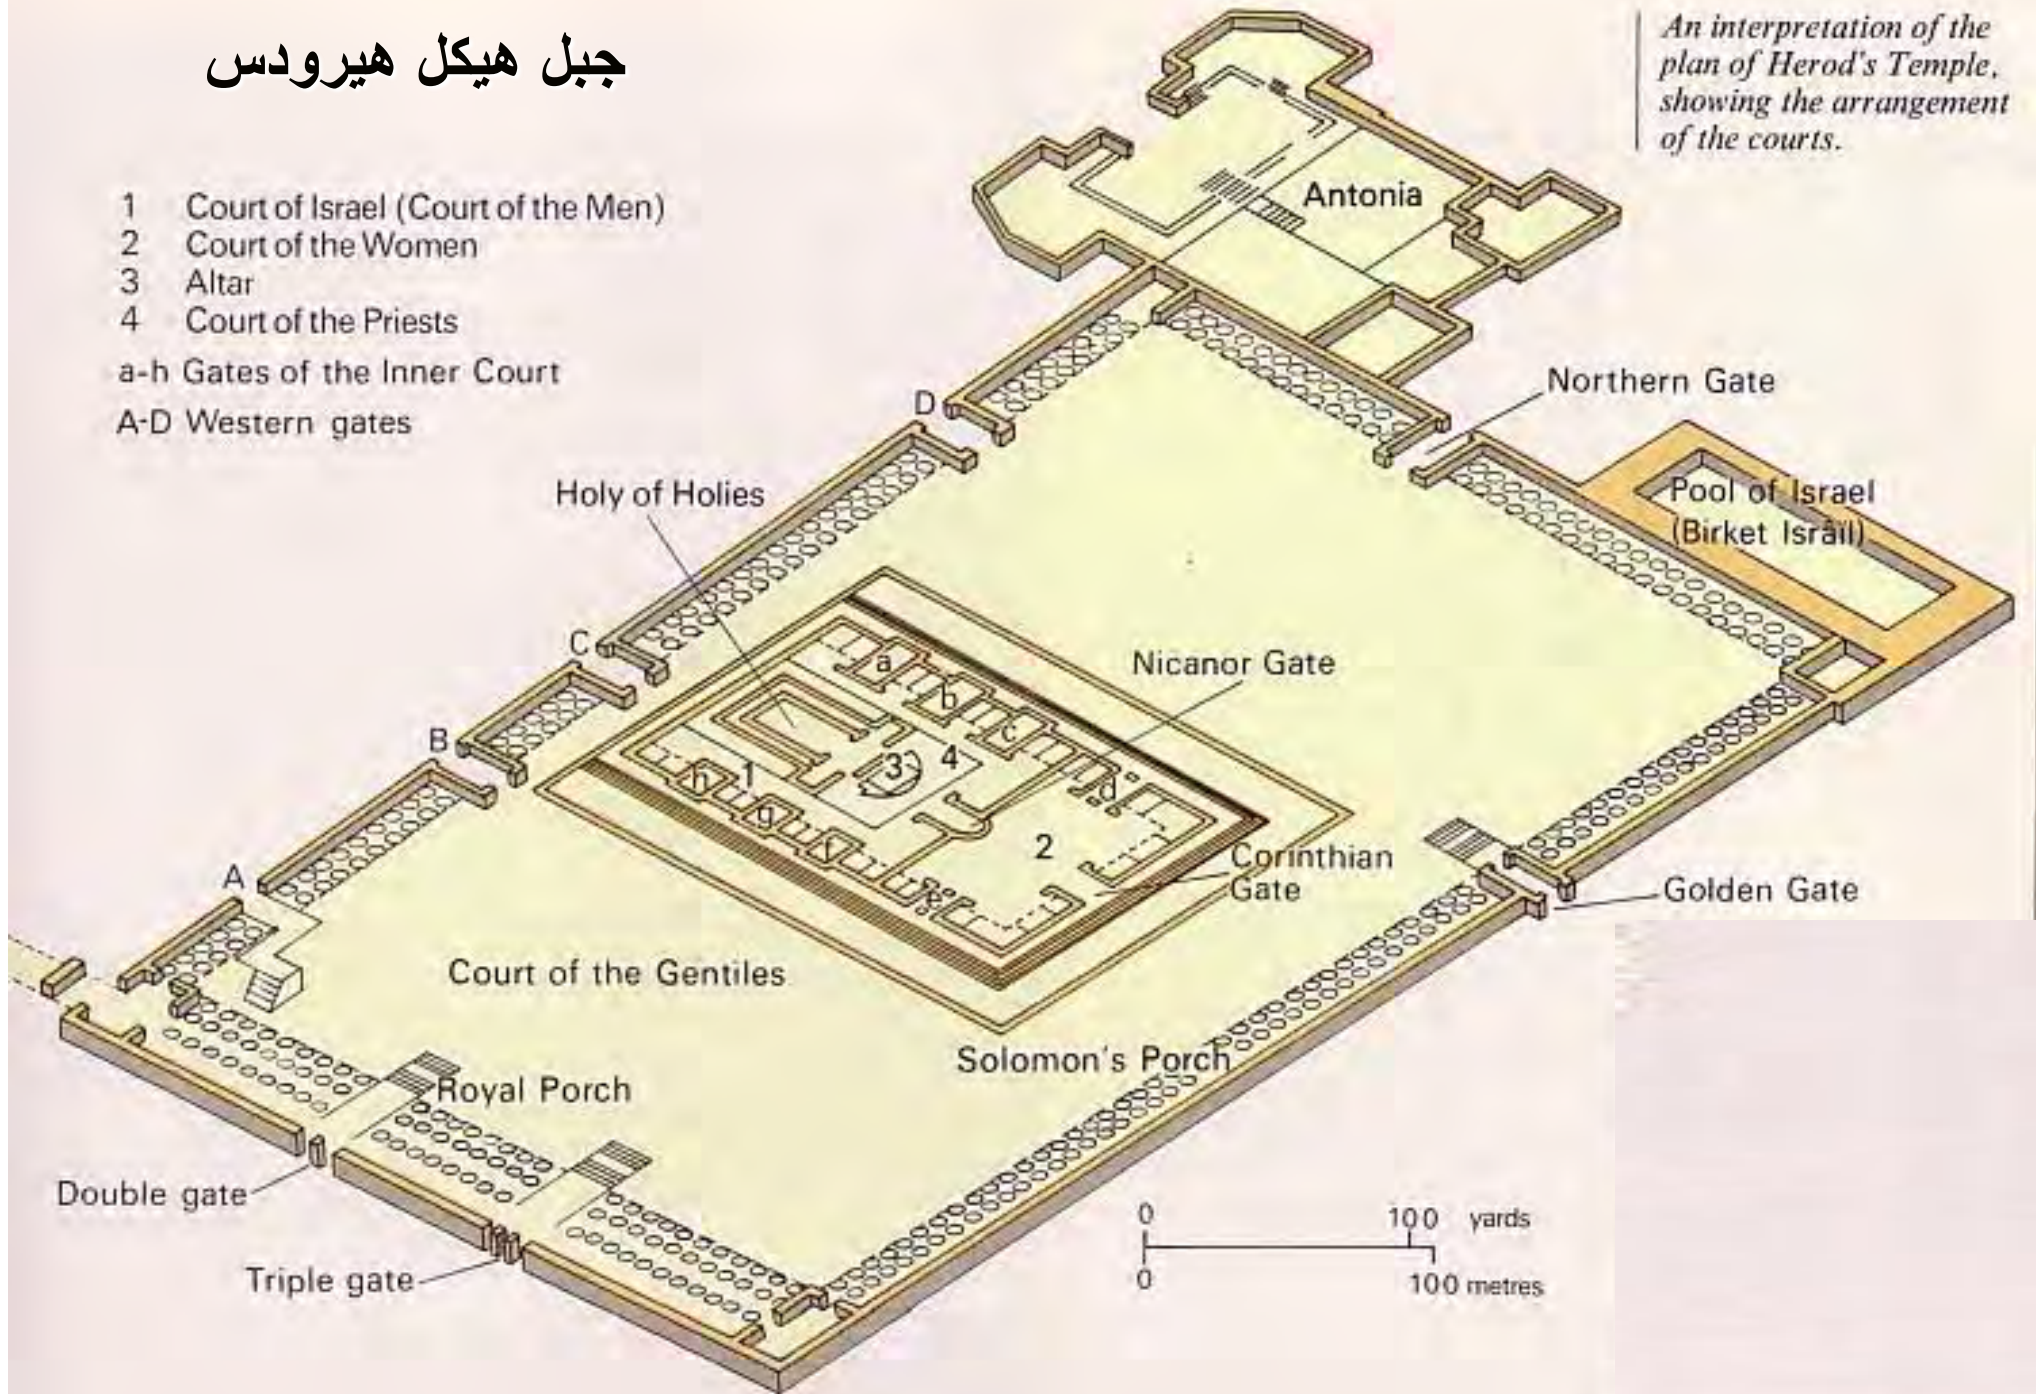 جبل هيكل هيرودس
An interpretation of the
plan of Herod's Temple,
showing the arrangement
of the courts.
1 Court of Israel (Court of the Men)
2 Court of the Women
3 Altar
4 Court of the Priests
a-h Gates of the Inner Court
A-D Western gates
Antonia
Northern Gate
D
Pool of Israel
(Birket Isrâïl)
Holy of Holies
C
Nicanor Gate
a
b
c
B
4
3
1
h
d
g
f
2
A
Corinthian
Gate
Golden Gate
e
Court of the Gentiles
Solomon's Porch
Royal Porch
Double gate
Triple gate
0 100 yards
0 100 metres